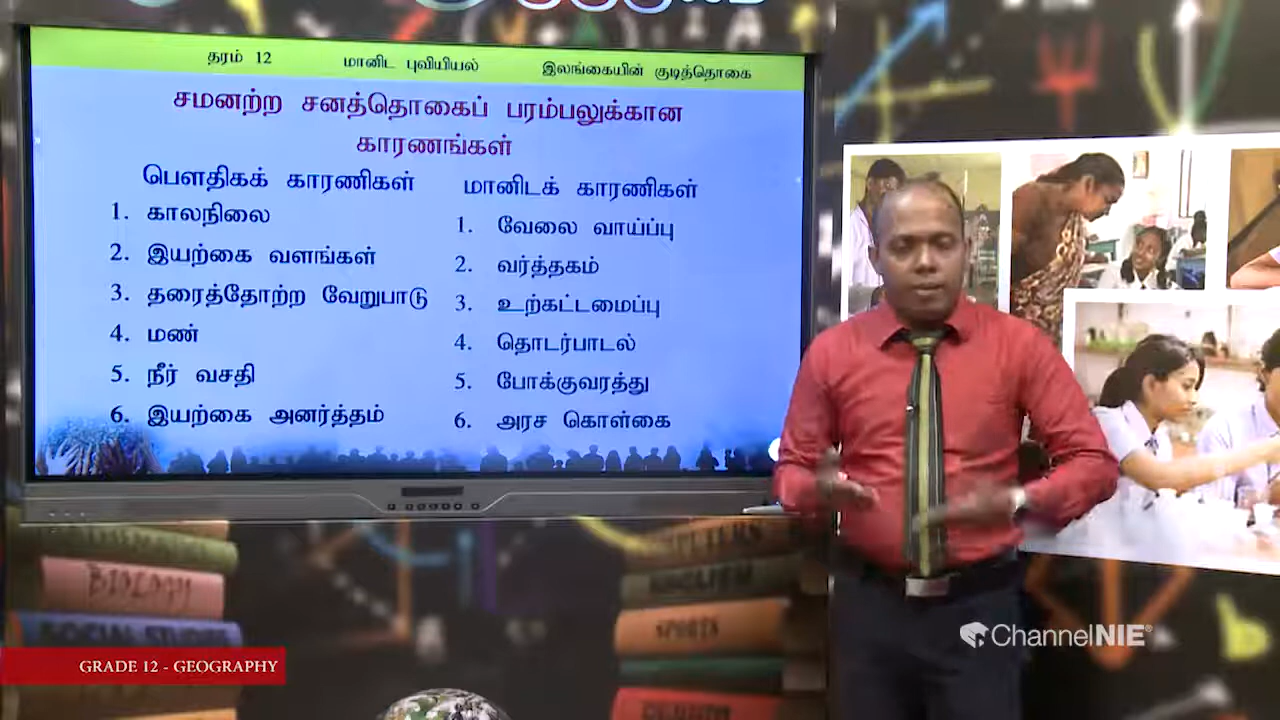 தரம் 12 மானிட புவியியல் இலங்கையின் குடித்தொகை
சமனற்ற சனத்தொகைப் பரம்பலுக்கான
காரணங்கள்
பௌதிகக் காரணிகள்
1. காலநிலை
2. இயற்கை வளங்கள்
3. தரைத்தோற்ற வேறுபாடு
4. மண்
5. நீர் வசதி
6. இயற்கை அனர்த்தம்
மானிடக் காரணிகள்
1. வேலை வாய்ப்பு
2. வர்த்தகம்
3. உற்கட்டமைப்பு
4. தொடர்பாடல்
5. போக்குவரத்து
6. அரச கொள்கை
BIOLOGY
SOCIAL STUDIES
ENGLISH
SPORTS
GRADE 12 - GEOGRAPHY
ChannelNIE®